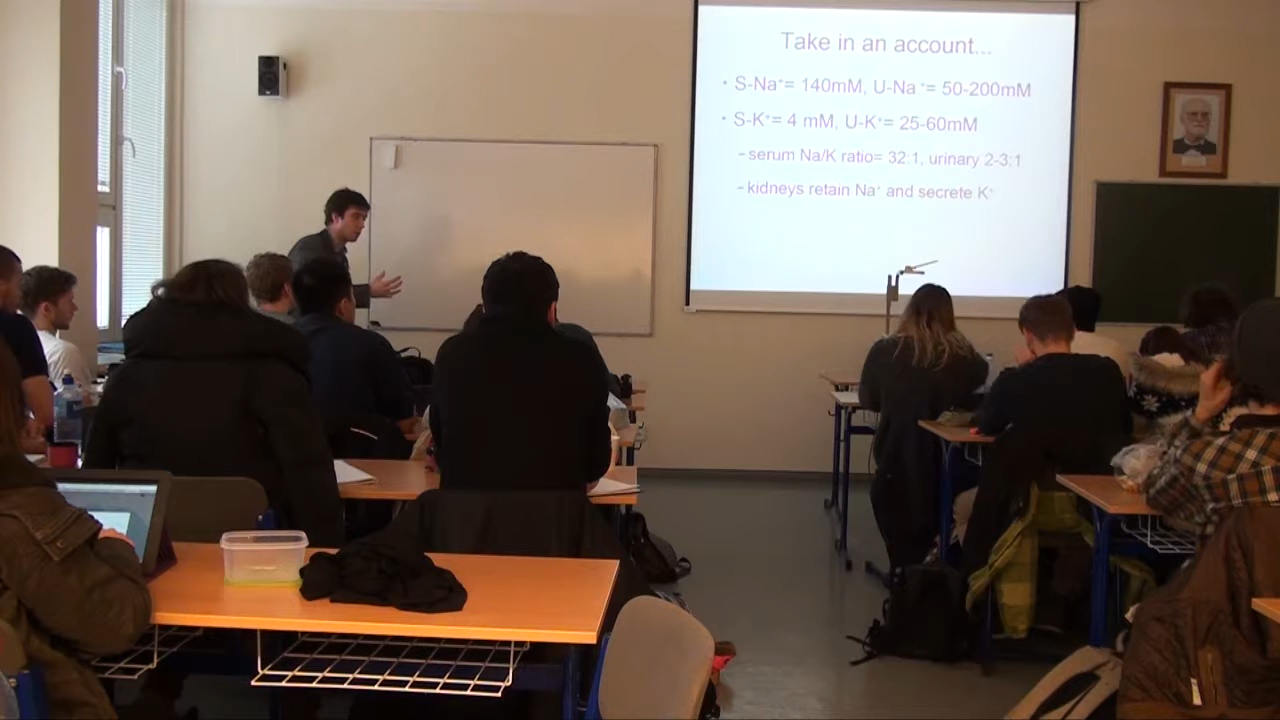 Take in an account...
• S-Na⁺= 140mM, U-Na ⁺= 50-200mM
• S-K⁺= 4 mM, U-K⁺= 25-60mM
–serum Na/K ratio= 32:1, urinary 2-3:1
–kidneys retain Na⁺ and secrete K⁺